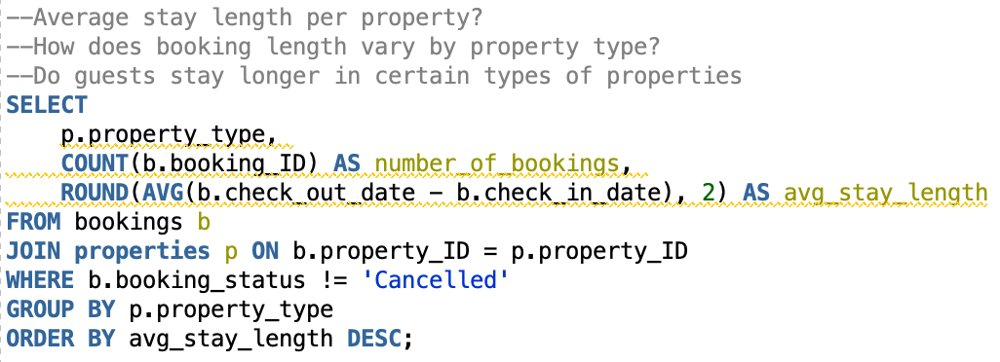 --Average stay length per property?
--How does booking length vary by property type?
--Do guests stay longer in certain types of properties
SELECT
    p.property_type,
    COUNT(b.booking_ID) AS number_of_bookings,
    ROUND(AVG(b.check_out_date - b.check_in_date), 2) AS avg_stay_length
FROM bookings b
JOIN properties p ON b.property_ID = p.property_ID
WHERE b.booking_status != 'Cancelled'
GROUP BY p.property_type
ORDER BY avg_stay_length DESC;